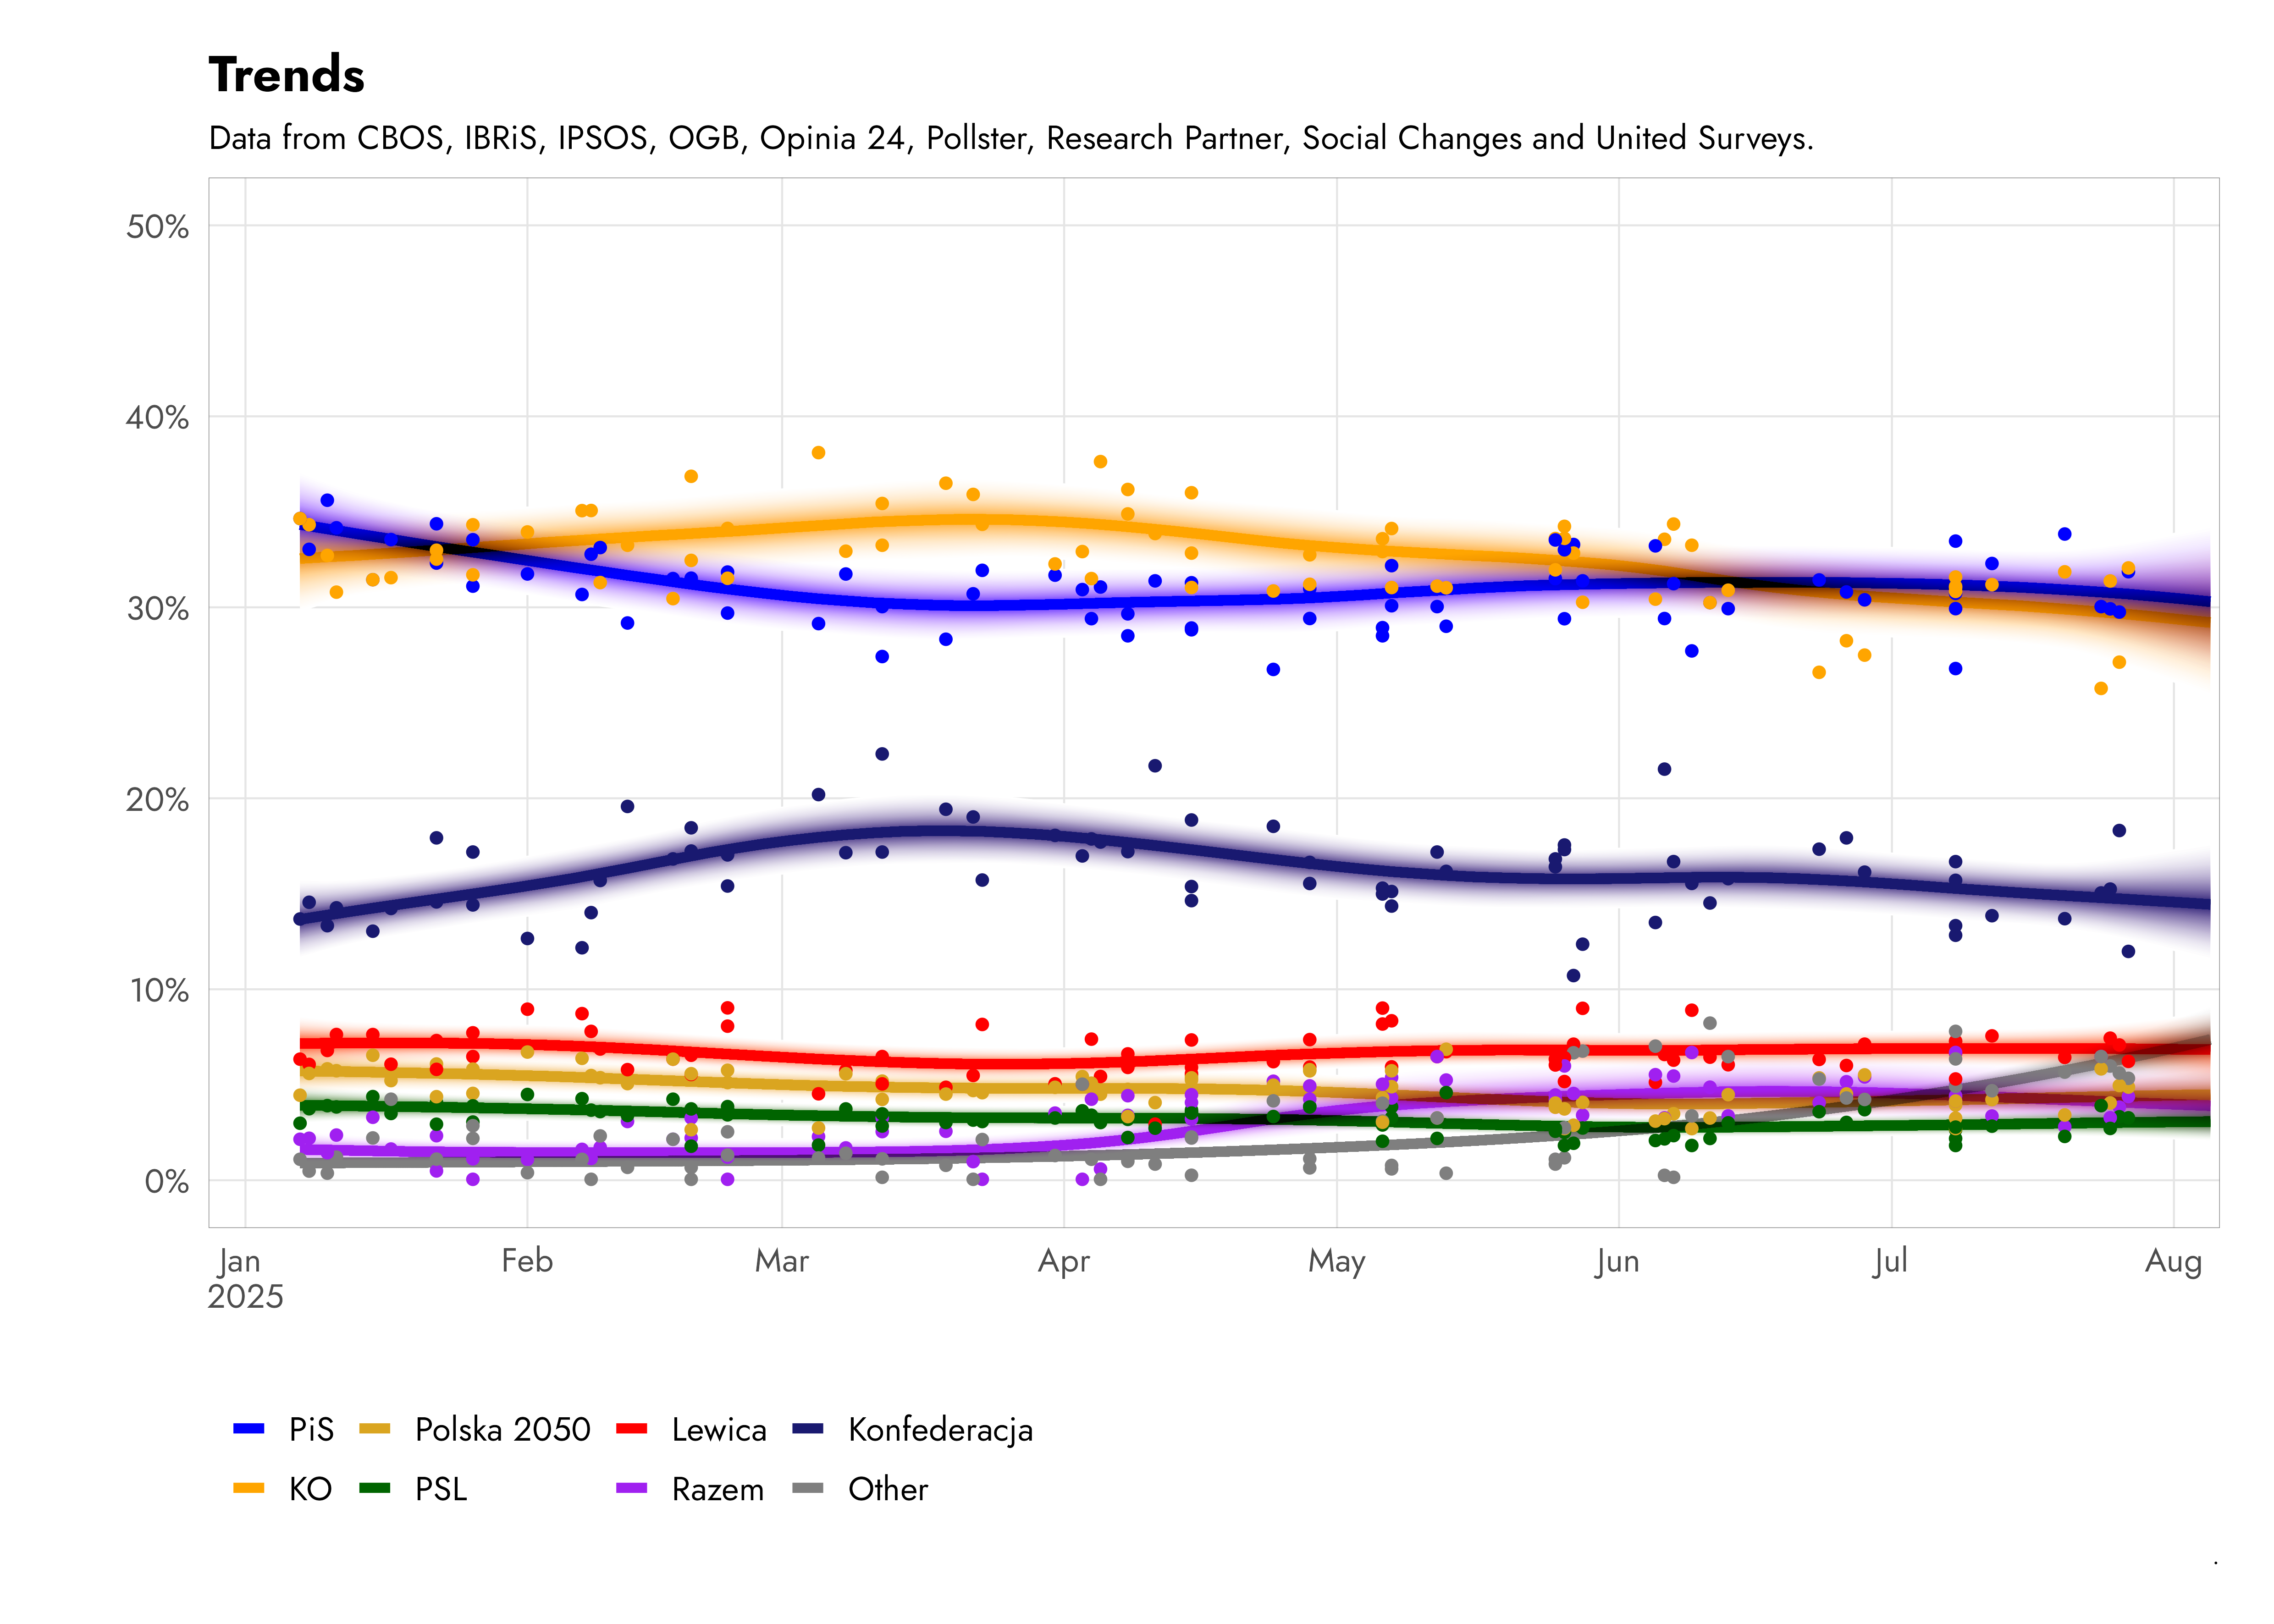 Trends
Data from CBOS, IBRiS, IPSOS, OGB, Opinia 24, Pollster, Research Partner, Social Changes and United Surveys.
50%
40%
30%
20%
10%
0%
Jan Feb Mar Apr May Jun Jul Aug
2025
PiS Polska 2050 Lewica Konfederacja
KO PSL Razem Other
.